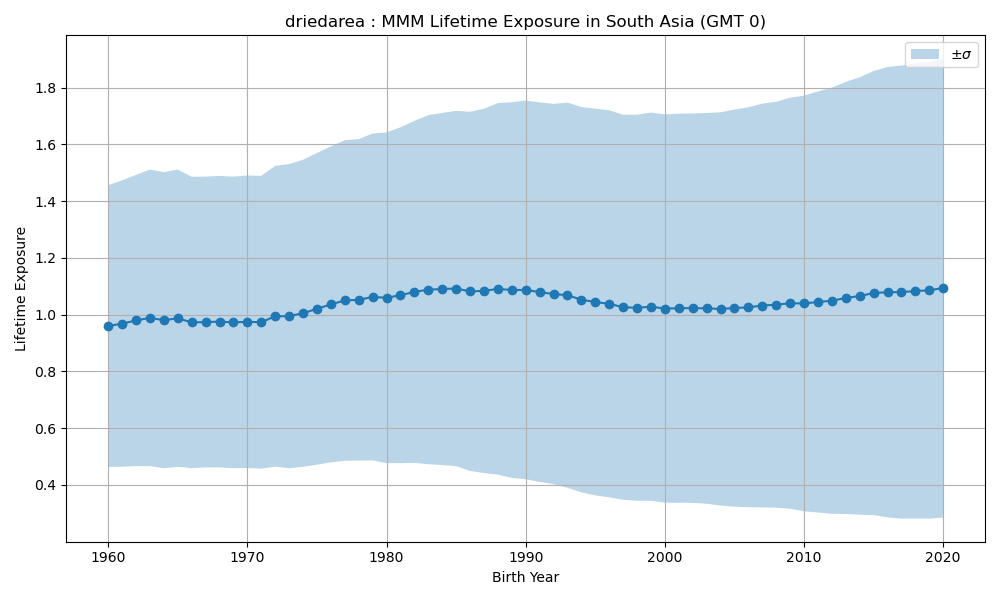 driedarea : MMM Lifetime Exposure in South Asia (GMT 0)
±σ
Lifetime Exposure
1.8
1.6
1.4
1.2
1.0
0.8
0.6
0.4
1960 1970 1980 1990 2000 2010 2020
Birth Year